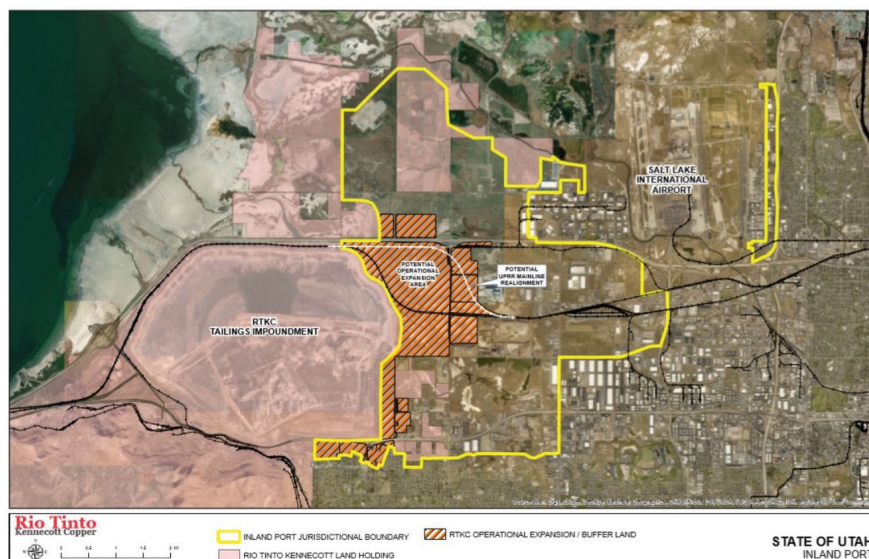 SALT LAKE
INTERNATIONAL
AIRPORT
POTENTIAL
OPERATIONAL
EXPANSION
AREA
POTENTIAL
UPRR MAINLINE
REALIGNMENT
RTKC
TAILINGS IMPOUNDMENT
Rio Tinto
Kennecott Copper
INLAND PORT JURISDICTIONAL BOUNDARY
RTKC OPERATIONAL EXPANSION / BUFFER LAND
RIO TINTO KENNECOTT LAND HOLDING
STATE OF UTAH
INLAND PORT